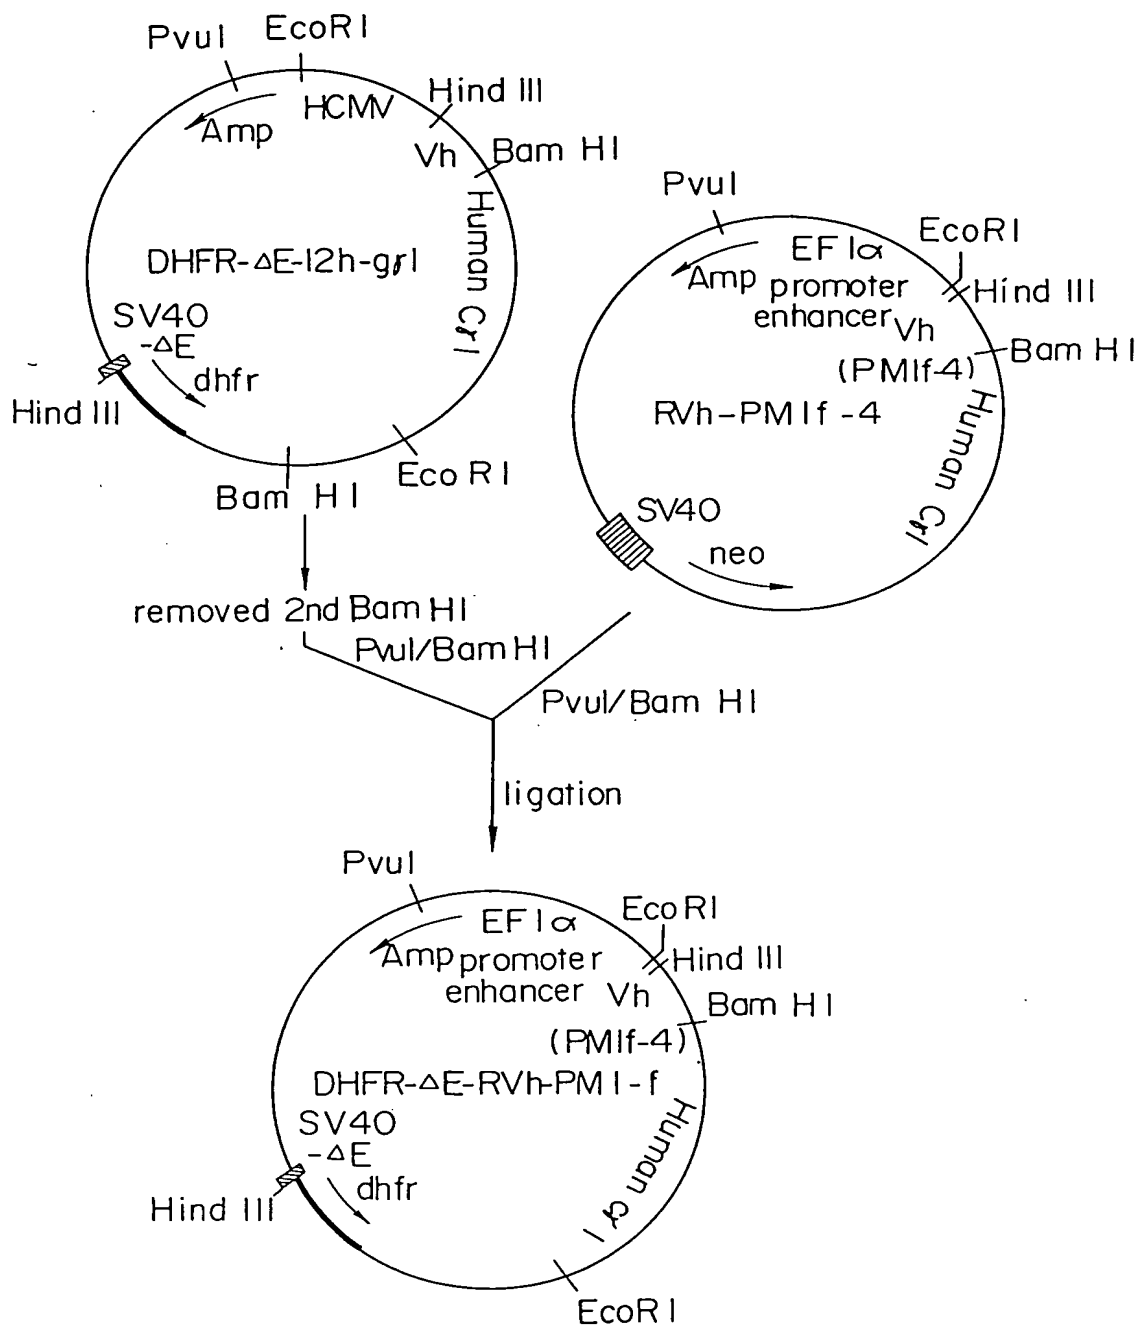 PvuI
EcoRI
HCMV
Hind III
Amp
Vh
Bam HI
Human Cγ1
DHFR-ΔE-12h-gγ1
SV40
-ΔE
dhfr
Hind III
Bam HI
EcoRI
PvuI
EF1α
EcoRI
Amp
promoter
Hind III
enhancer
Vh
Bam HI
(PM1f-4)
RVh-PM1f-4
Human Cγ1
SV40
neo
removed 2nd Bam HI
PvuI/Bam HI
PvuI/Bam HI
ligation
PvuI
EF1α
EcoRI
Amp
promoter
Hind III
enhancer
Vh
Bam HI
(PM1f-4)
DHFR-ΔE-RVh-PM1-f
SV40
-ΔE
Human Cγ1
dhfr
Hind III
EcoRI